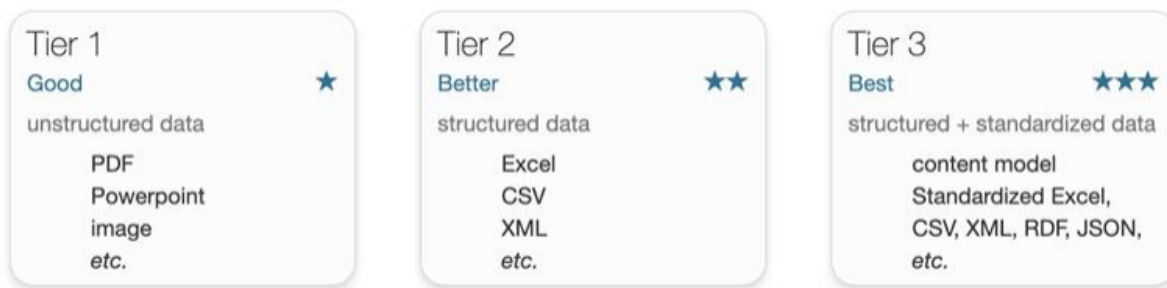 Tier 1
Good ★
unstructured data
PDF
Powerpoint
image
etc.
Tier 2
Better ★★
structured data
Excel
CSV
XML
etc.
Tier 3
Best ★★★
structured + standardized data
content model
Standardized Excel,
CSV, XML, RDF, JSON,
etc.